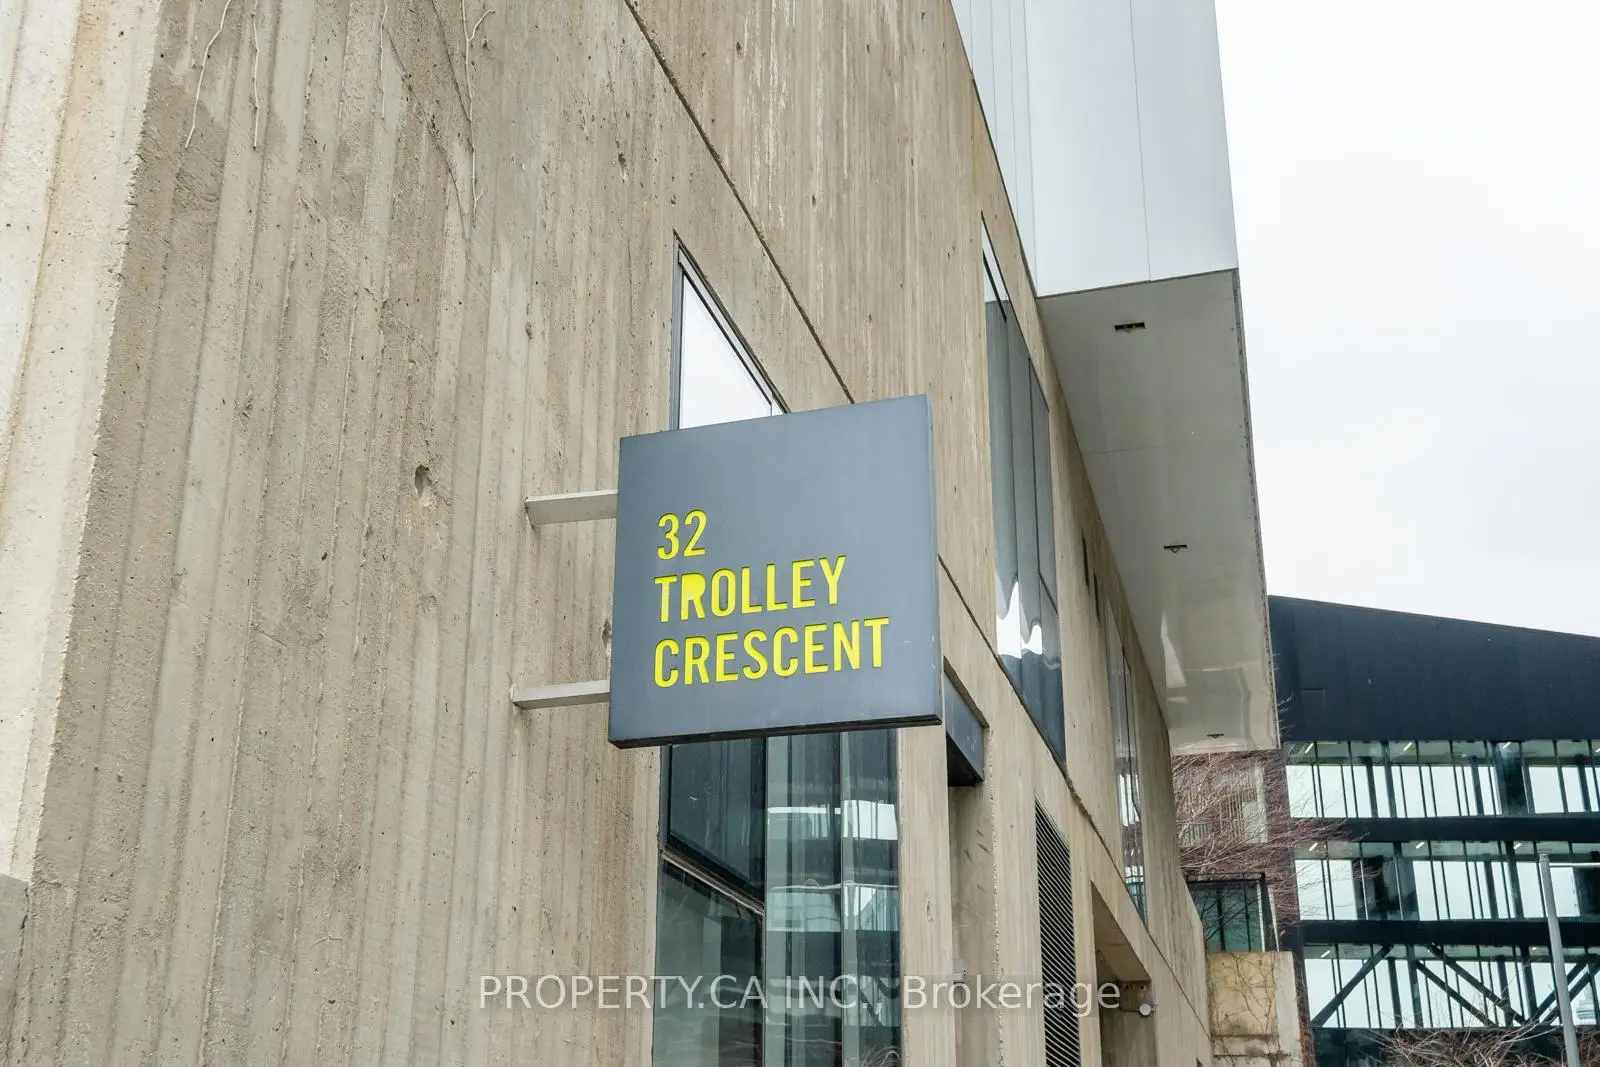 32
TROLLEY
CRESCENT
PROPERTY.CA INC., Brokerage